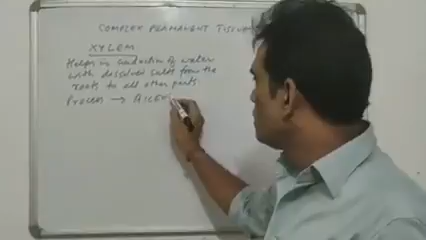 COMPLEX PERMANENT TISSU
XYLEM
Helps in conduction of water
with dissolved salts from the
roots to all other parts
Process → ASCEN